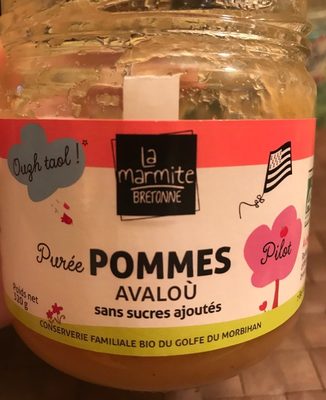 Ough taol !
la
marmite
BRETONNE
Purée POMMES
AVALOÙ
sans sucres ajoutés
Pilot
Poids net
520 g
CONSERVERIE FAMILIALE BIO DU GOLFE DU MORBIHAN